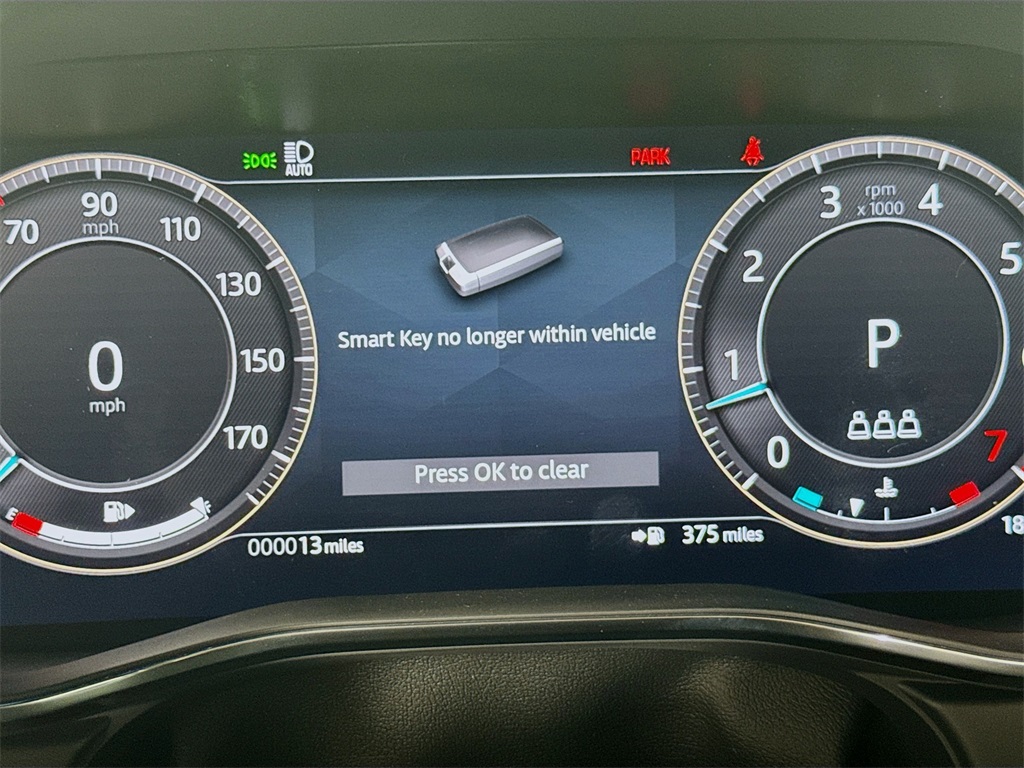 AUTO
PARK
70
90
mph
110
130
150
170
0
mph
E
F
Smart Key no longer within vehicle
Press OK to clear
000013 miles
375 miles
0
1
2
3
rpm
x 1000
4
5
7
P
18